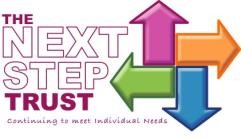 THE
NEXT
STEP
TRUST
Continuing to meet Individual Needs